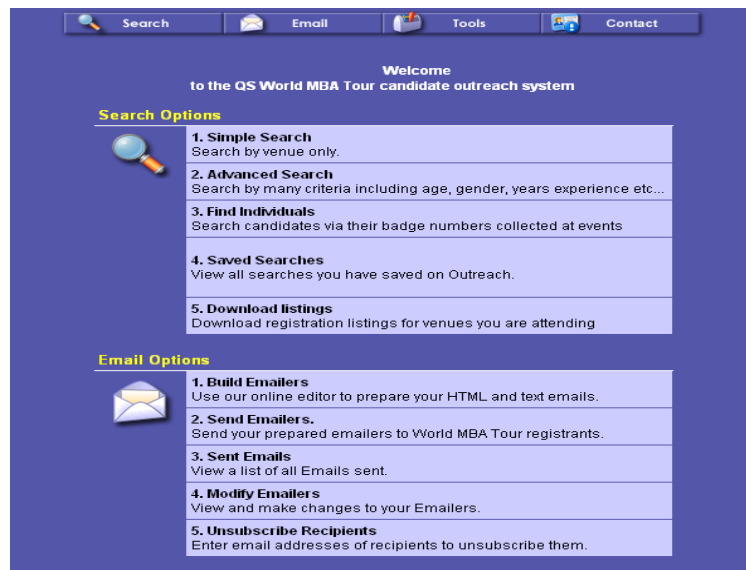 Search Email Tools Contact
Welcome
to the QS World MBA Tour candidate outreach system
Search Options
1. Simple Search
Search by venue only.
2. Advanced Search
Search by many criteria including age, gender, years experience etc...
3. Find Individuals
Search candidates via their badge numbers collected at events
4. Saved Searches
View all searches you have saved on Outreach.
5. Download listings
Download registration listings for venues you are attending
Email Options
1. Build Emailers
Use our online editor to prepare your HTML and text emails.
2. Send Emailers.
Send your prepared emailers to World MBA Tour registrants.
3. Sent Emails
View a list of all Emails sent.
4. Modify Emailers
View and make changes to your Emailers.
5. Unsubscribe Recipients
Enter email addresses of recipients to unsubscribe them.